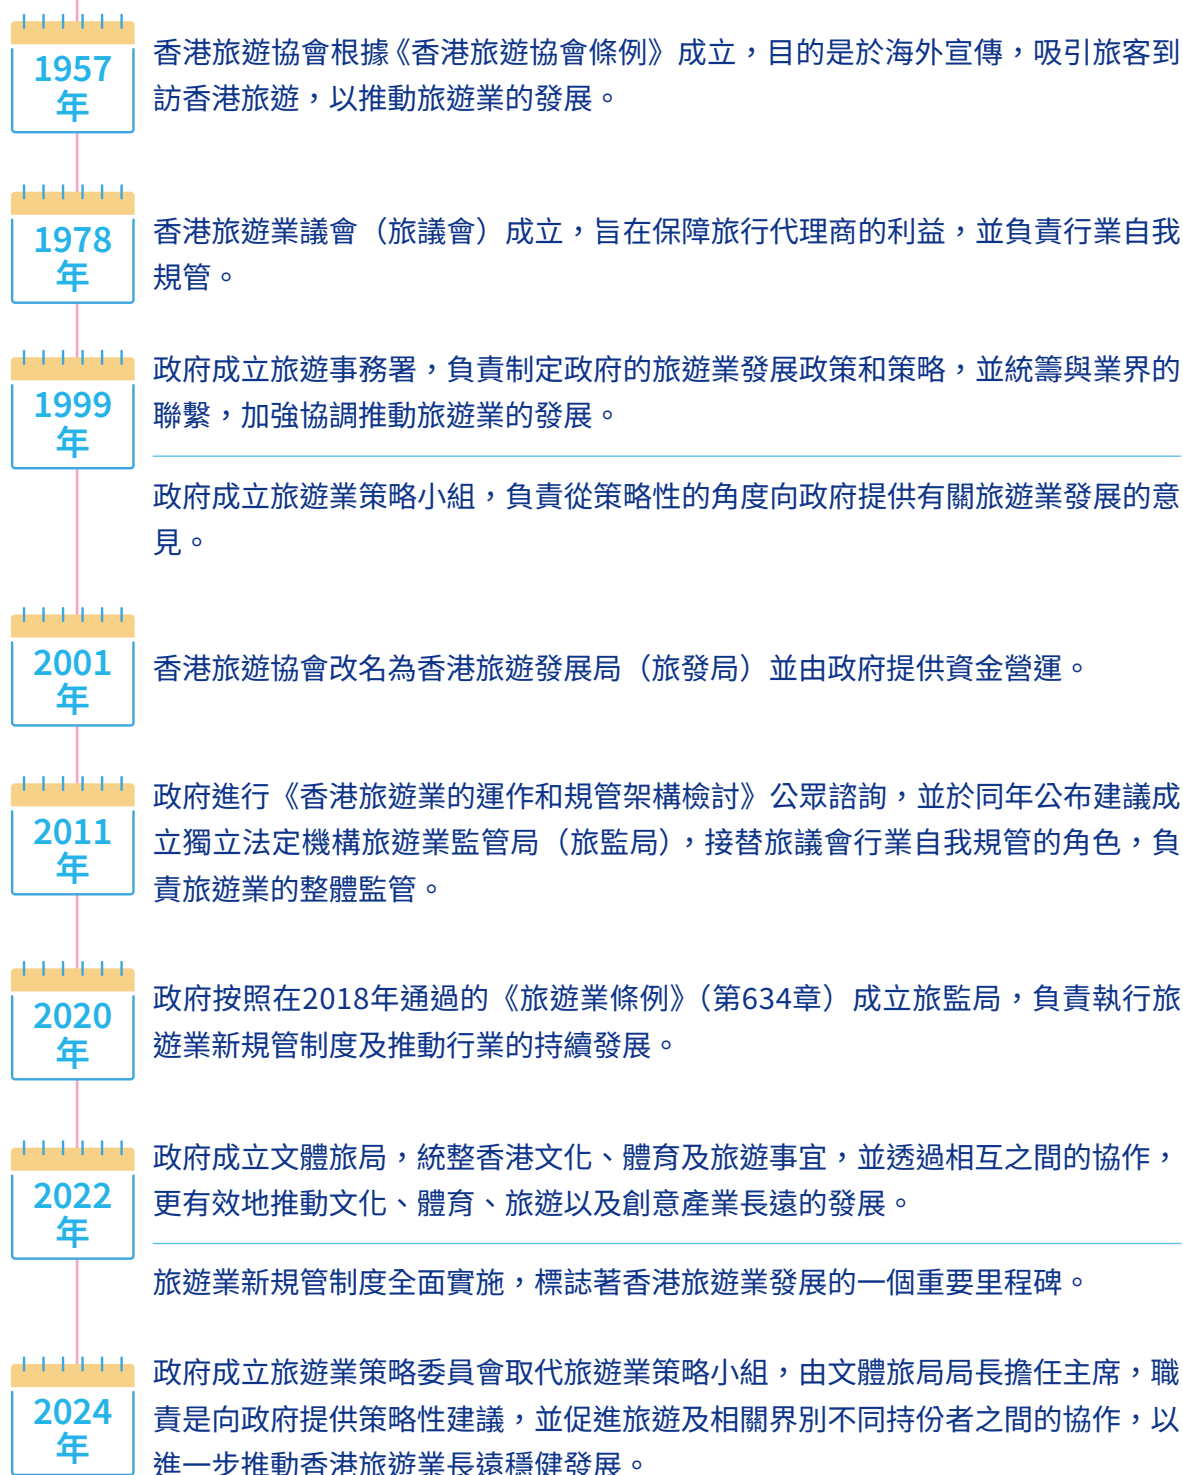 1957
年
香港旅遊協會根據《香港旅遊協會條例》成立，目的是於海外宣傳，吸引旅客到
訪香港旅遊，以推動旅遊業的發展。
1978
年
香港旅遊業議會（旅議會）成立，旨在保障旅行代理商的利益，並負責行業自我
規管。
1999
年
政府成立旅遊事務署，負責制定政府的旅遊業發展政策和策略，並統籌與業界的
聯繫，加強協調推動旅遊業的發展。
政府成立旅遊業策略小組，負責從策略性的角度向政府提供有關旅遊業發展的意
見。
2001
年
香港旅遊協會改名為香港旅遊發展局（旅發局）並由政府提供資金營運。
2011
年
政府進行《香港旅遊業的運作和規管架構檢討》公眾諮詢，並於同年公布建議成
立獨立法定機構旅遊業監管局（旅監局），接替旅議會行業自我規管的角色，負
責旅遊業的整體監管。
2020
年
政府按照在2018年通過的《旅遊業條例》（第634章）成立旅監局，負責執行旅
遊業新規管制度及推動行業的持續發展。
2022
年
政府成立文體旅局，統整香港文化、體育及旅遊事宜，並透過相互之間的協作，
更有效地推動文化、體育、旅遊以及創意產業長遠的發展。
旅遊業新規管制度全面實施，標誌著香港旅遊業發展的一個重要里程碑。
2024
年
政府成立旅遊業策略委員會取代旅遊業策略小組，由文體旅局局長擔任主席，職
責是向政府提供策略性建議，並促進旅遊及相關界別不同持份者之間的協作，以
進一步推動香港旅遊業長遠穩健發展。